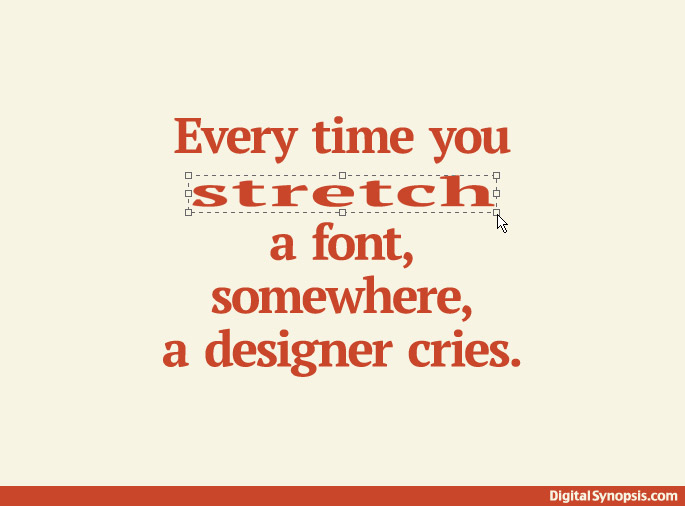 Every time you
stretch
a font,
somewhere,
a designer cries.
DigitalSynopsis.com